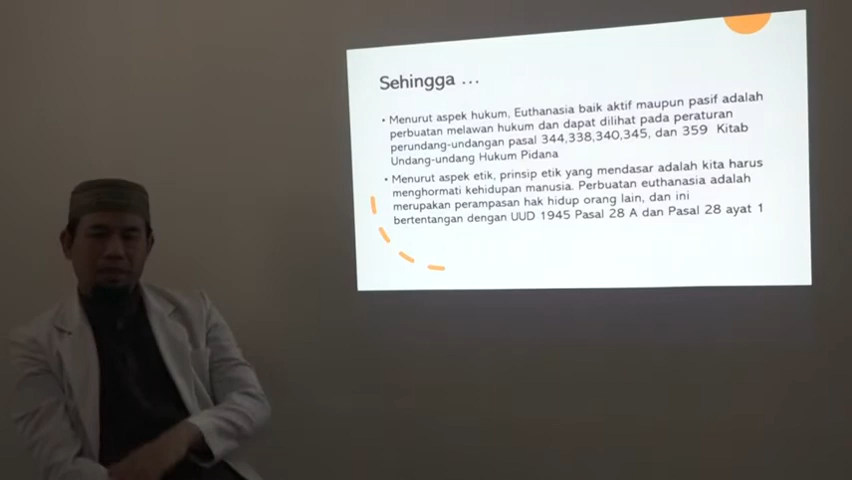 Sehingga ...
• Menurut aspek hukum, Euthanasia baik aktif maupun pasif adalah
perbuatan melawan hukum dan dapat dilihat pada peraturan
perundang-undangan pasal 344,338,340,345, dan 359 Kitab
Undang-undang Hukum Pidana
• Menurut aspek etik, prinsip etik yang mendasar adalah kita harus
menghormati kehidupan manusia. Perbuatan euthanasia adalah
merupakan perampasan hak hidup orang lain, dan ini
bertentangan dengan UUD 1945 Pasal 28 A dan Pasal 28 ayat 1